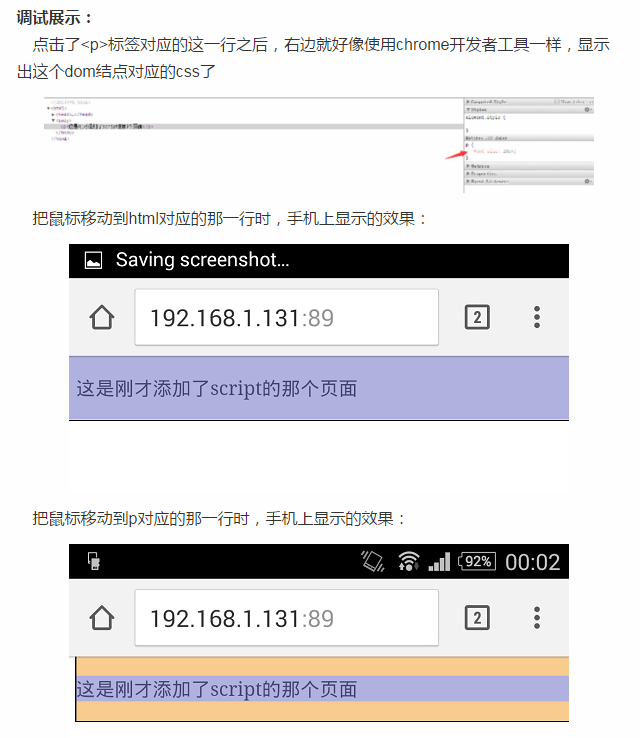 调试展示：
点击了<p>标签对应的这一行之后，右边就好像使用chrome开发者工具一样，显示
出这个dom结点对应的css了
element.style {
}
p {
}
把鼠标移动到html对应的那一行时，手机上显示的效果：
Saving screenshot...
192.168.1.131:89
2
这是刚才添加了script的那个页面
把鼠标移动到p对应的那一行时，手机上显示的效果：
92% 00:02
192.168.1.131:89
2
这是刚才添加了script的那个页面